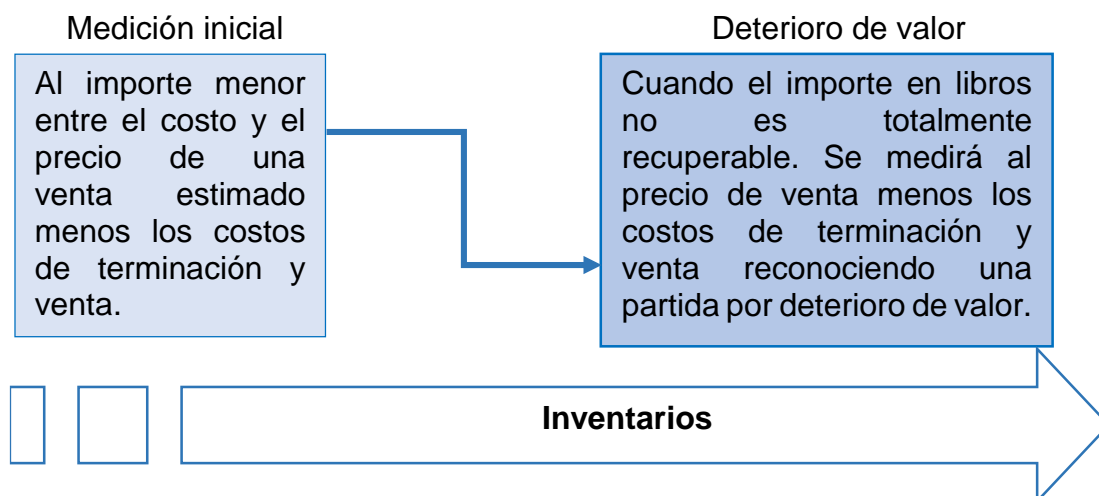 Medición inicial
Al importe menor
entre el costo y el
precio de una
venta estimado
menos los costos
de terminación y
venta.
Deterioro de valor
Cuando el importe en libros
no es totalmente
recuperable. Se medirá al
precio de venta menos los
costos de terminación y
venta reconociendo una
partida por deterioro de valor.
Inventarios